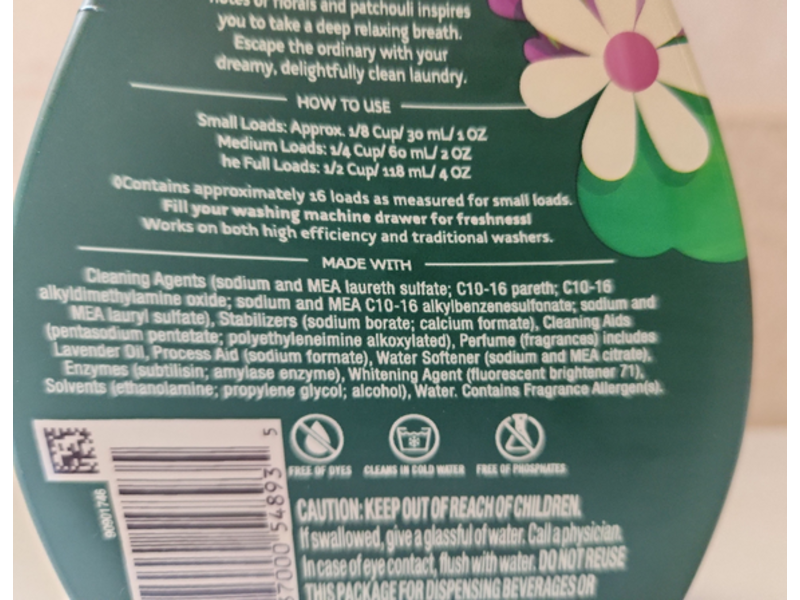 notes of florals and patchouli inspires
you to take a deep relaxing breath.
Escape the ordinary with your
dreamy, delightfully clean laundry.
HOW TO USE
Small Loads: Approx. 1/8 Cup/ 30 mL/ 1 OZ
Medium Loads: 1/4 Cup/ 60 mL/ 2 OZ
he Full Loads: 1/2 Cup/ 118 mL/ 4 OZ
◊Contains approximately 16 loads as measured for small loads.
Fill your washing machine drawer for freshness!
Works on both high efficiency and traditional washers.
MADE WITH
Cleaning Agents (sodium and MEA laureth sulfate; C10-16 pareth; C10-16
alkyldimethylamine oxide; sodium and MEA C10-16 alkylbenzenesulfonate; sodium and
MEA lauryl sulfate), Stabilizers (sodium borate; calcium formate), Cleaning Aids
(pentasodium pentetate; polyethyleneimine alkoxylated), Perfume (fragrances) includes
Lavender Oil, Process Aid (sodium formate), Water Softener (sodium and MEA citrate),
Enzymes (subtilisin; amylase enzyme), Whitening Agent (fluorescent brightener 71),
Solvents (ethanolamine; propylene glycol; alcohol), Water. Contains Fragrance Allergen(s).
FREE OF DYES CLEANS IN COLD WATER FREE OF PHOSPHATES
90901746
37000 54893 5
CAUTION: KEEP OUT OF REACH OF CHILDREN.
If swallowed, give a glassful of water. Call a physician.
In case of eye contact, flush with water. DO NOT REUSE
THIS PACKAGE FOR DISPENSING BEVERAGES OR